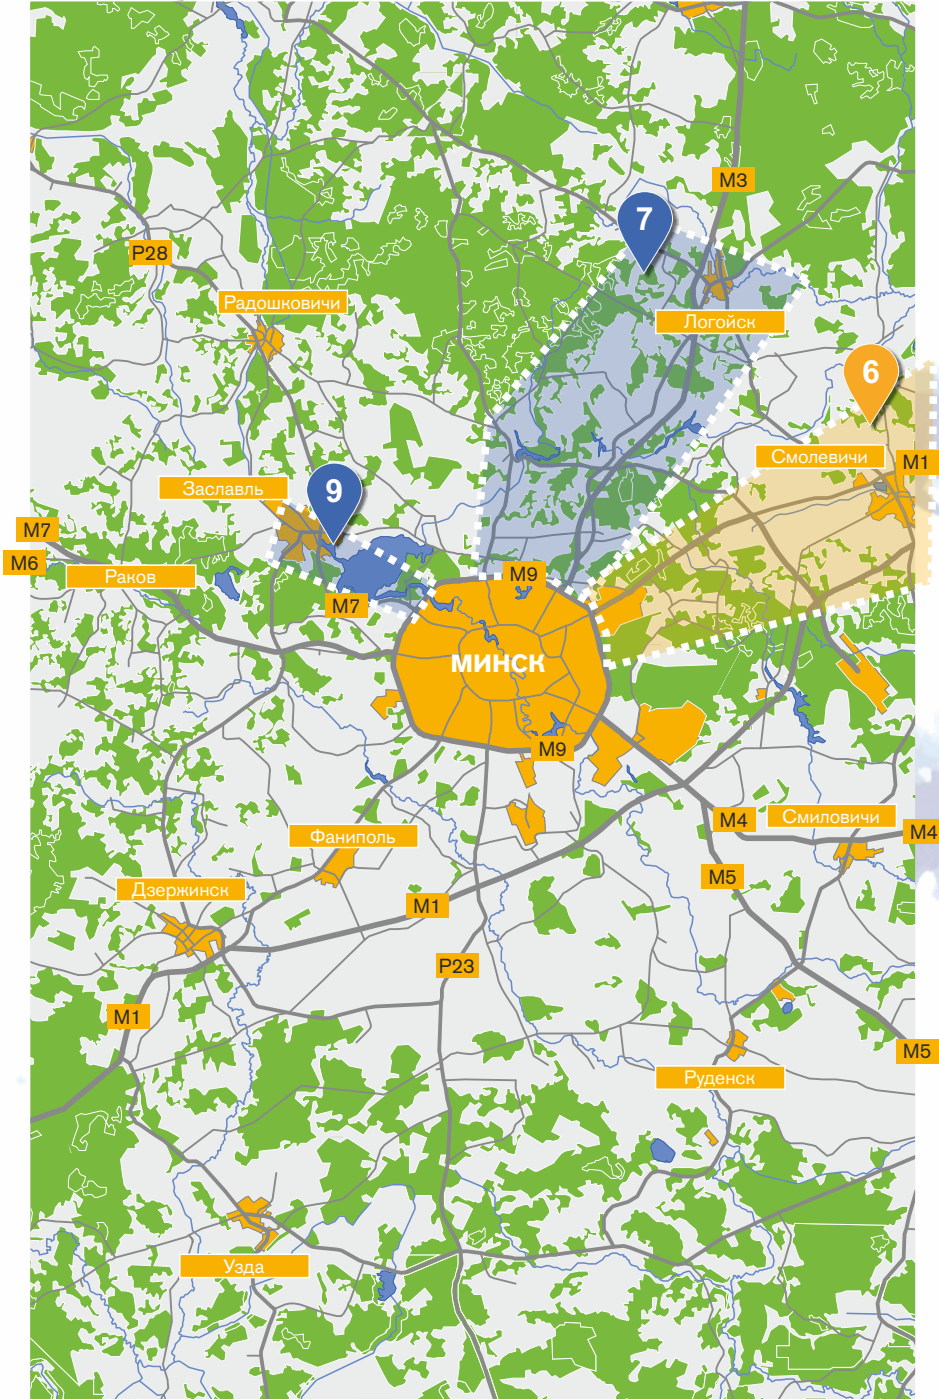 М3
7
Р28
Радошковичи
Логойск
6
Смолевичи
М1
Заславль
9
М7
М6
Раков
М9
М7
МИНСК
М9
М4
Смиловичи
М4
Фаниполь
М5
Дзержинск
М1
Р23
М1
М5
Руденск
Узда